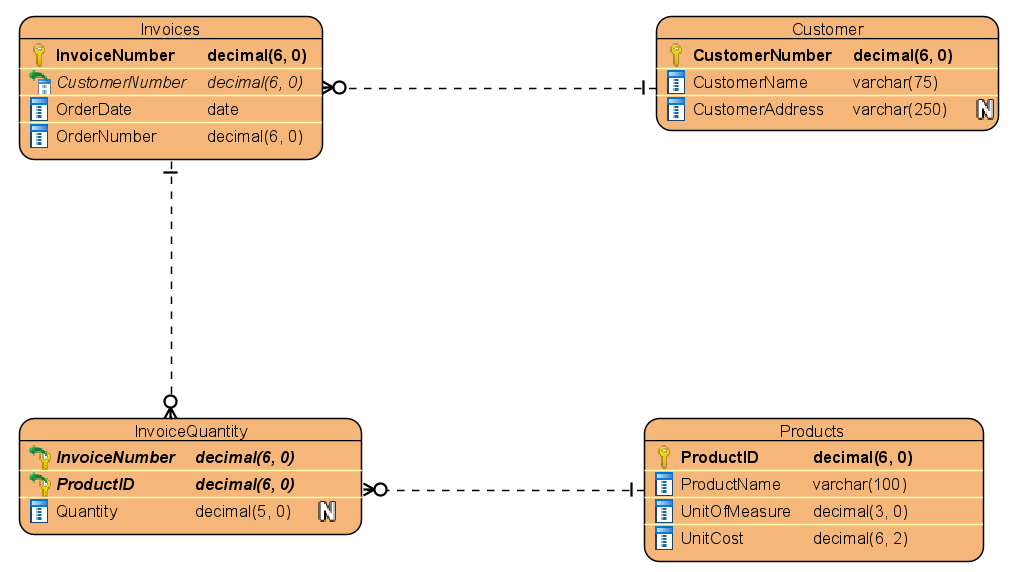 Invoices
InvoiceNumber decimal(6, 0)
CustomerNumber decimal(6, 0)
OrderDate date
OrderNumber decimal(6, 0)
Customer
CustomerNumber decimal(6, 0)
CustomerName varchar(75)
CustomerAddress varchar(250) N
InvoiceQuantity
InvoiceNumber decimal(6, 0)
ProductID decimal(6, 0)
Quantity decimal(5, 0) N
Products
ProductID decimal(6, 0)
ProductName varchar(100)
UnitOfMeasure decimal(3, 0)
UnitCost decimal(6, 2)